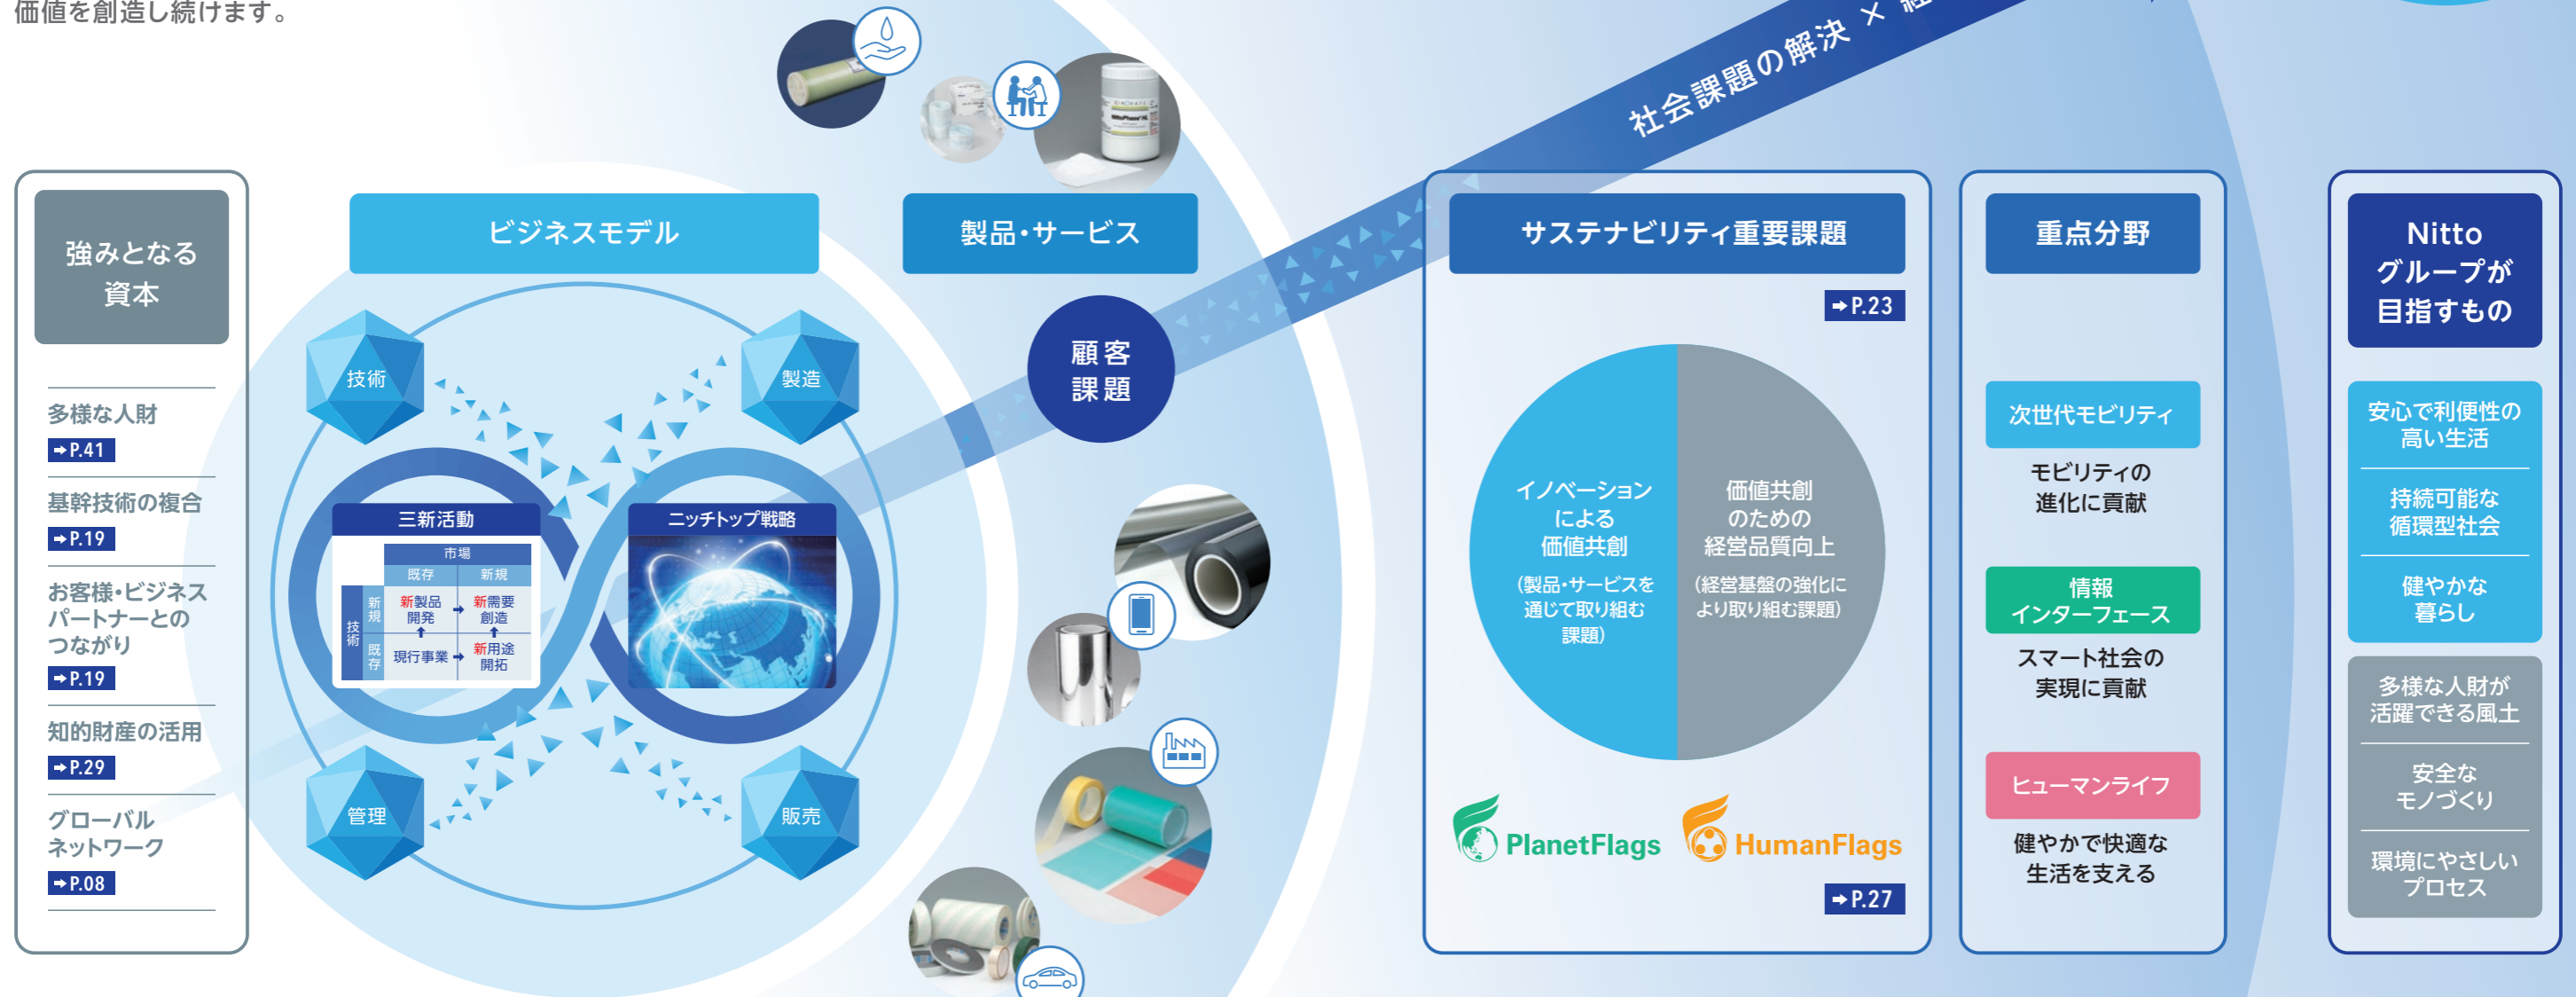 価値を創造し続けます。
社会課題の解決 ×
強みとなる
資本
多様な人財
➡P.41
基幹技術の複合
➡P.19
お客様・ビジネス
パートナーとの
つながり
➡P.19
知的財産の活用
➡P.29
グローバル
ネットワーク
➡P.08
ビジネスモデル
技術
製造
三新活動
市場
既存 新規
技術
新規
新製品
開発
➡
新需要
創造
既存
現行事業
➡
新用途
開拓
ニッチトップ戦略
管理
販売
製品・サービス
NittoPhase HL
顧客
課題
サステナビリティ重要課題
➡P.23
イノベーション
による
価値共創
(製品・サービスを
通じて取り組む
課題)
価値共創
のための
経営品質向上
(経営基盤の強化に
より取り組む課題)
PlanetFlags
HumanFlags
➡P.27
重点分野
次世代モビリティ
モビリティの
進化に貢献
情報
インターフェース
スマート社会の
実現に貢献
ヒューマンライフ
健やかで快適な
生活を支える
Nitto
グループが
目指すもの
安心で利便性の
高い生活
持続可能な
循環型社会
健やかな
暮らし
多様な人財が
活躍できる風土
安全な
モノづくり
環境にやさしい
プロセス